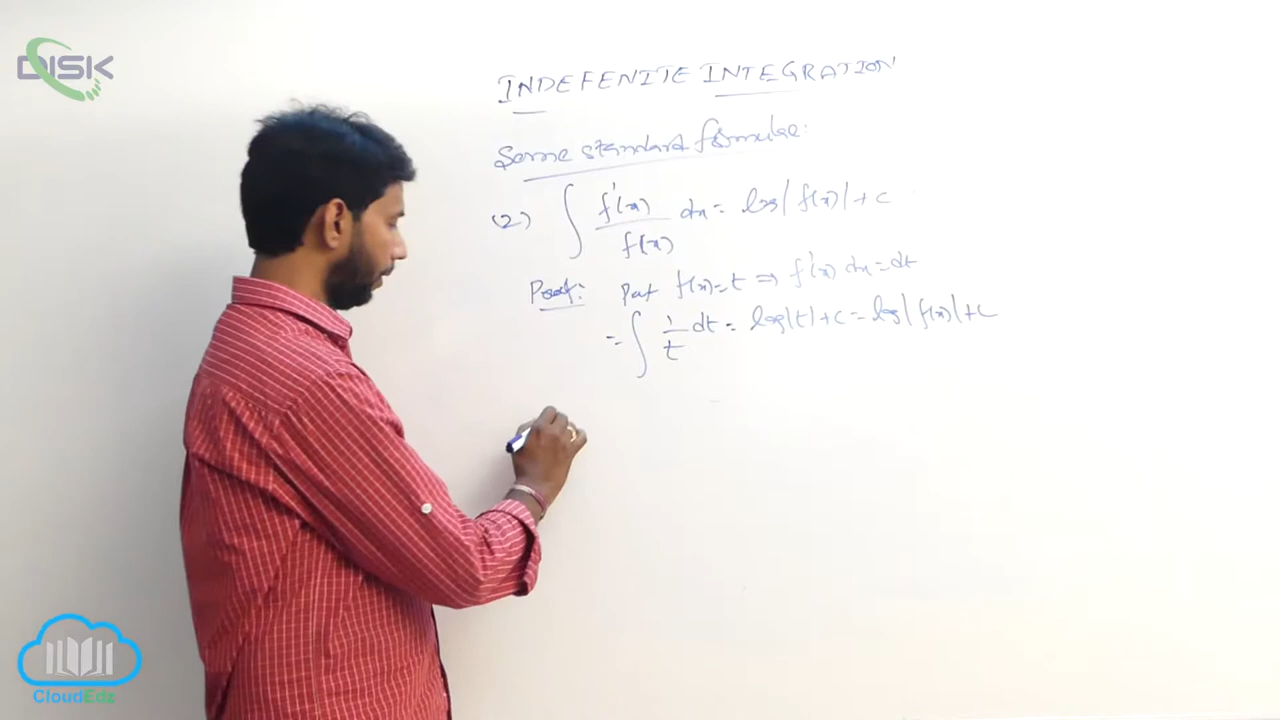 DISK
INDEFENITE INTEGRATION
Some standard formulae:
(2) ∫ f'(x)/f(x) dx = log|f(x)|+c
Proof: Put f(x)=t ⇒ f'(x) dx=dt
=∫ 1/t dt = log|t|+c = log|f(x)|+c
CloudEdz